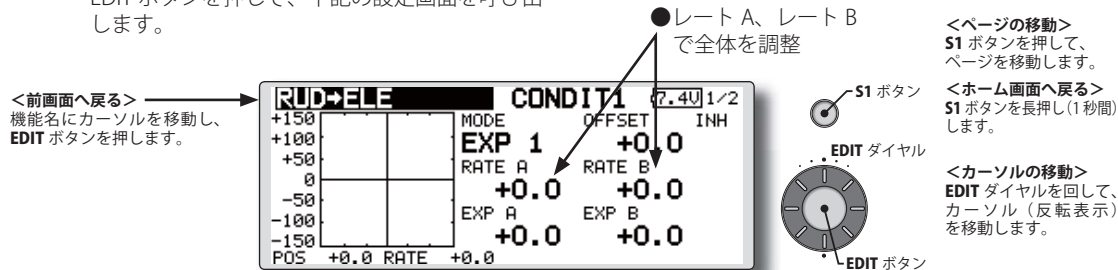 EDIT ボタンを押して、下記の設定画面を呼び出
します。
●レート A、レート B
で全体を調整
<前画面へ戻る>
機能名にカーソルを移動し、
EDIT ボタンを押します。
RUD→ELE CONDIT1 7.4V 1/2
MODE OFFSET INH
EXP 1 +0.0
RATE A RATE B
+0.0 +0.0
EXP A EXP B
+0.0 +0.0
+150
+100
+50
0
-50
-100
-150
POS +0.0 RATE +0.0
S1 ボタン
EDIT ダイヤル
EDIT ボタン
<ページの移動>
S1 ボタンを押して、
ページを移動します。
<ホーム画面へ戻る>
S1 ボタンを長押し(1 秒間)
します。
<カーソルの移動>
EDIT ダイヤルを回して、
カーソル（反転表示）
を移動します。